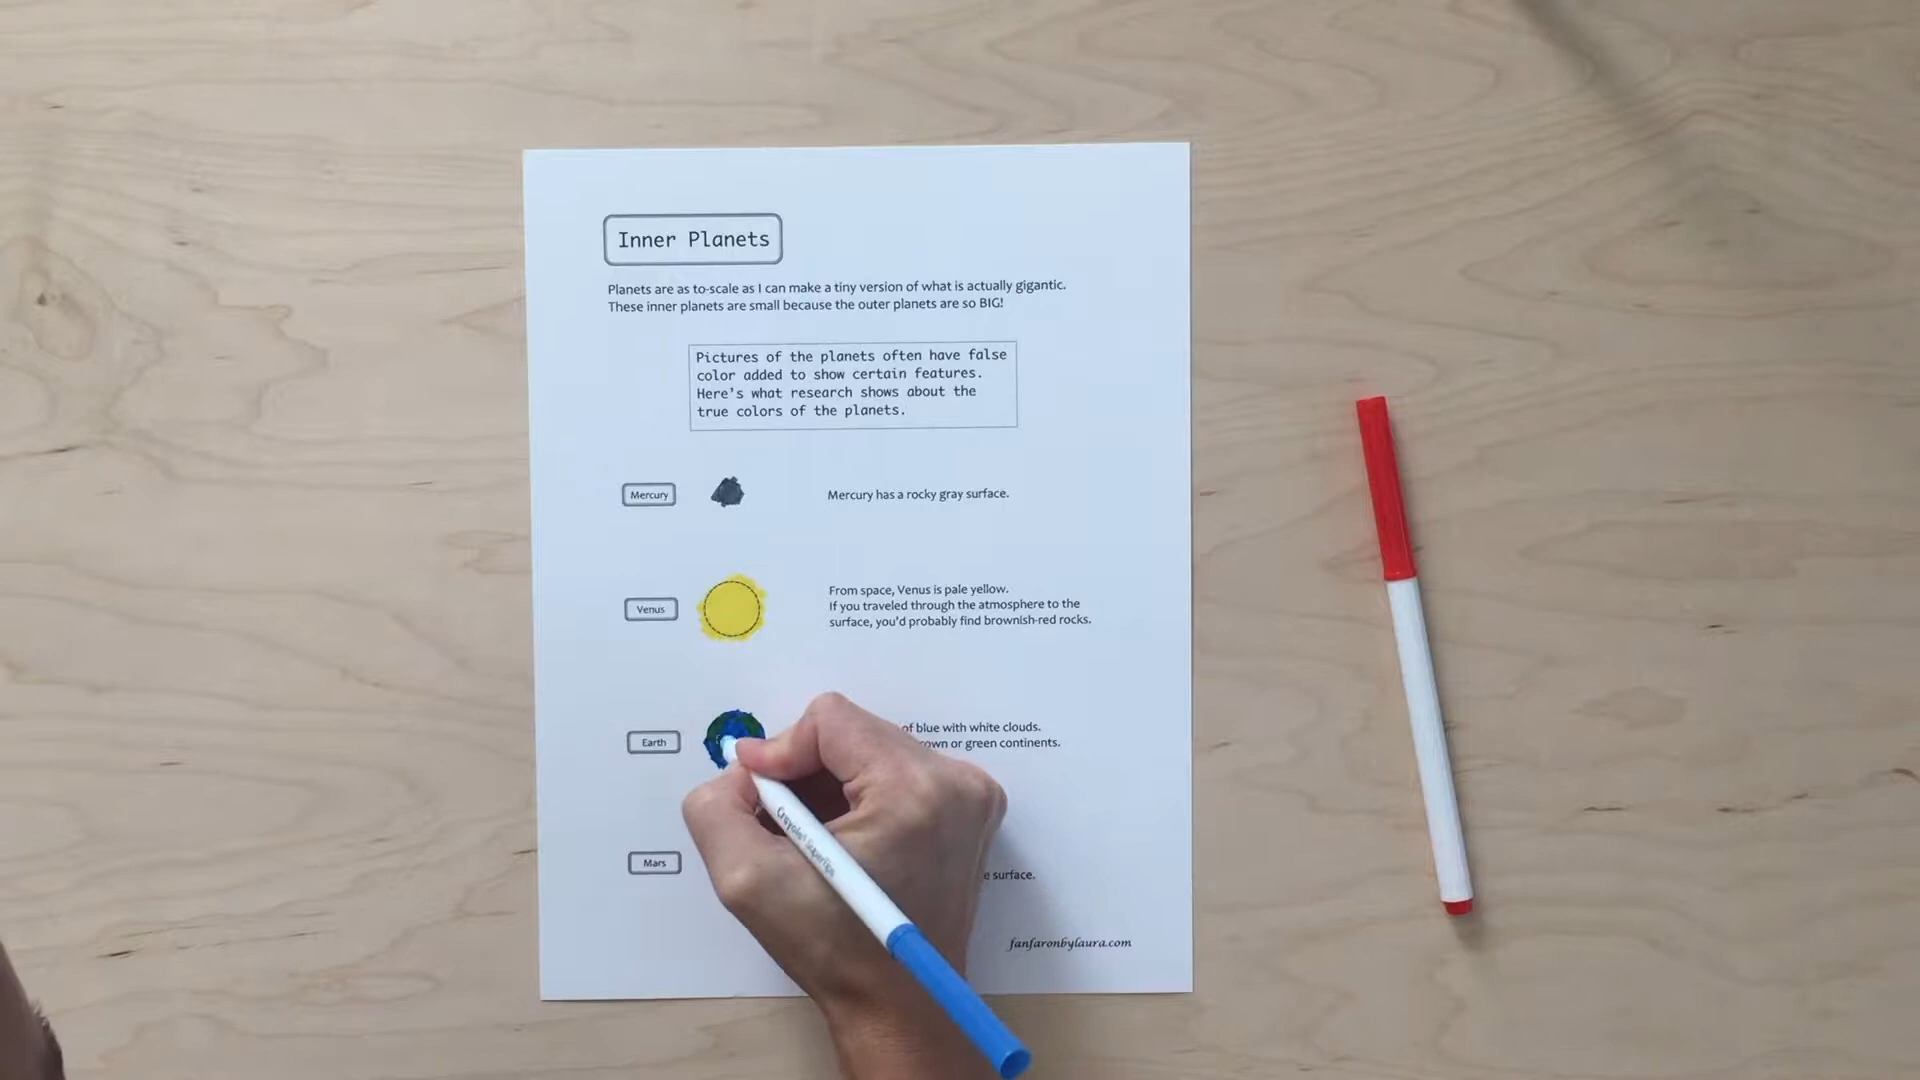 Inner Planets
Planets are as to-scale as I can make a tiny version of what is actually gigantic.
These inner planets are small because the outer planets are so BIG!
Pictures of the planets often have false
color added to show certain features.
Here's what research shows about the
true colors of the planets.
Mercury
Mercury has a rocky gray surface.
Venus
From space, Venus is pale yellow.
If you traveled through the atmosphere to the
surface, you'd probably find brownish-red rocks.
Earth
of blue with white clouds.
or green continents.
Mars
surface.
Crayola SuperTips
fanfaronbylaura.com